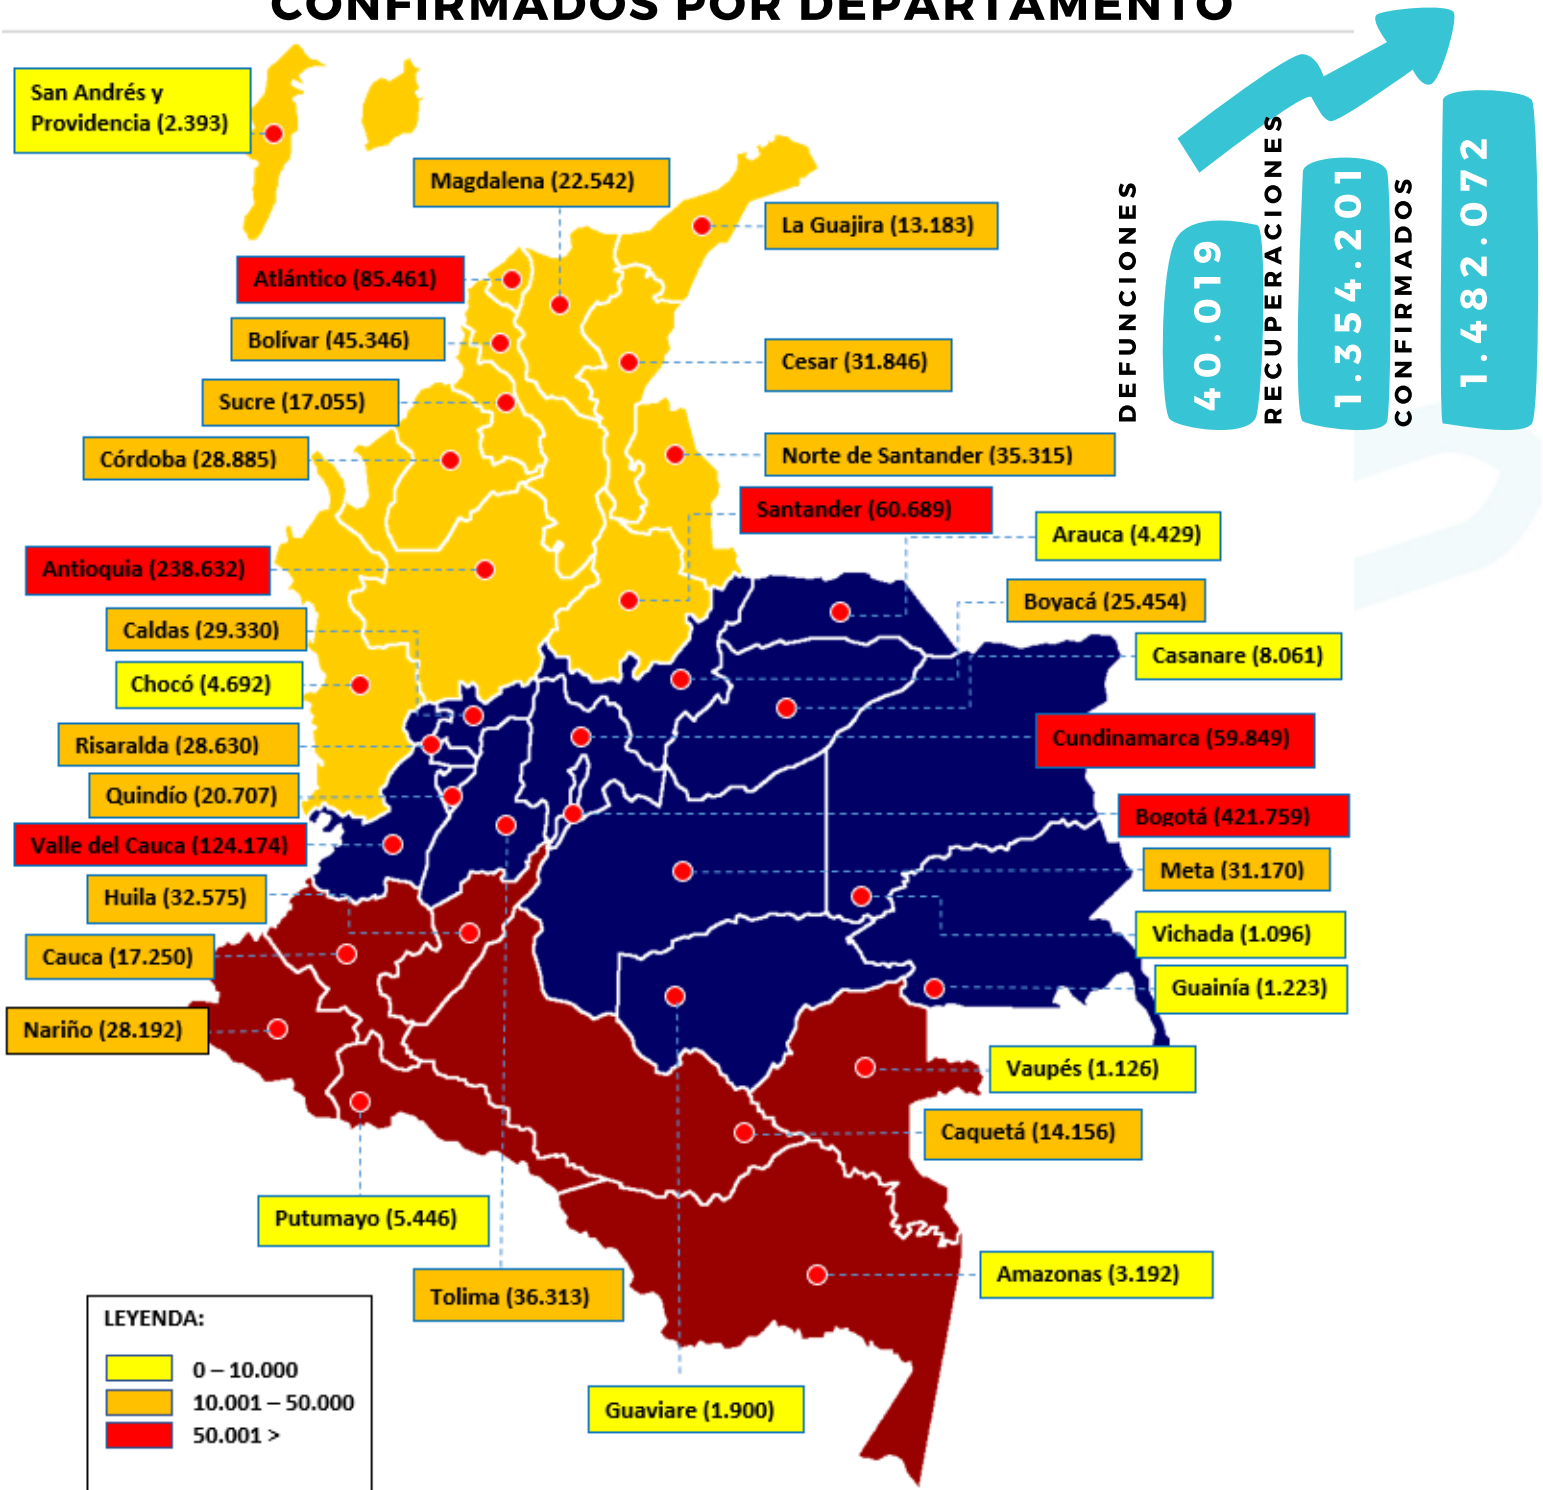 CONFIRMADOS POR DEPARTAMENTO
San Andrés y
Providencia (2.393)
Magdalena (22.542)
La Guajira (13.183)
Atlántico (85.461)
Bolívar (45.346)
Cesar (31.846)
Sucre (17.055)
Córdoba (28.885)
Norte de Santander (35.315)
Santander (60.689)
Arauca (4.429)
Antioquia (238.632)
Boyacá (25.454)
Caldas (29.330)
Casanare (8.061)
Chocó (4.692)
Cundinamarca (59.849)
Risaralda (28.630)
Quindío (20.707)
Bogotá (421.759)
Valle del Cauca (124.174)
Meta (31.170)
Huila (32.575)
Vichada (1.096)
Cauca (17.250)
Guainía (1.223)
Nariño (28.192)
Vaupés (1.126)
Caquetá (14.156)
Putumayo (5.446)
Amazonas (3.192)
Tolima (36.313)
Guaviare (1.900)
LEYENDA:
0 – 10.000
10.001 – 50.000
50.001 >
DEFUNCIONES
40.019
RECUPERACIONES
1.354.201
CONFIRMADOS
1.482.072